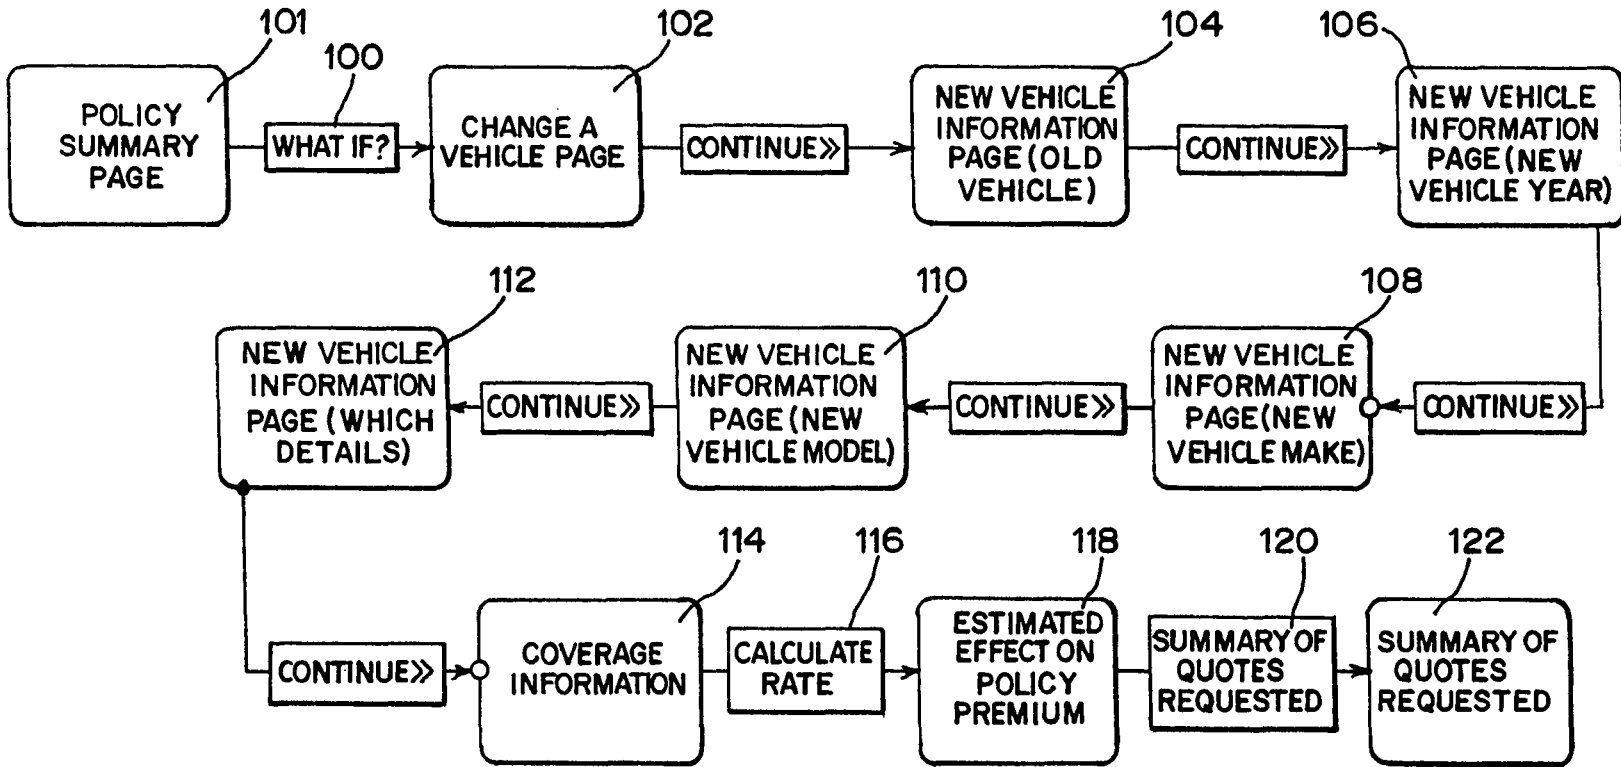 101
100
102
104
106
POLICY
SUMMARY
PAGE
WHAT IF?
CHANGE A
VEHICLE PAGE
CONTINUE»
NEW VEHICLE
INFORMATION
PAGE (OLD
VEHICLE)
CONTINUE»
NEW VEHICLE
INFORMATION
PAGE (NEW
VEHICLE YEAR)
112
110
108
NEW VEHICLE
INFORMATION
PAGE (WHICH
DETAILS)
CONTINUE»
NEW VEHICLE
INFORMATION
PAGE (NEW
VEHICLE MODEL)
CONTINUE»
NEW VEHICLE
INFORMATION
PAGE (NEW
VEHICLE MAKE)
CONTINUE»
114
116
118
120
122
CONTINUE»
COVERAGE
INFORMATION
CALCULATE
RATE
ESTIMATED
EFFECT ON
POLICY
PREMIUM
SUMMARY OF
QUOTES
REQUESTED
SUMMARY OF
QUOTES
REQUESTED